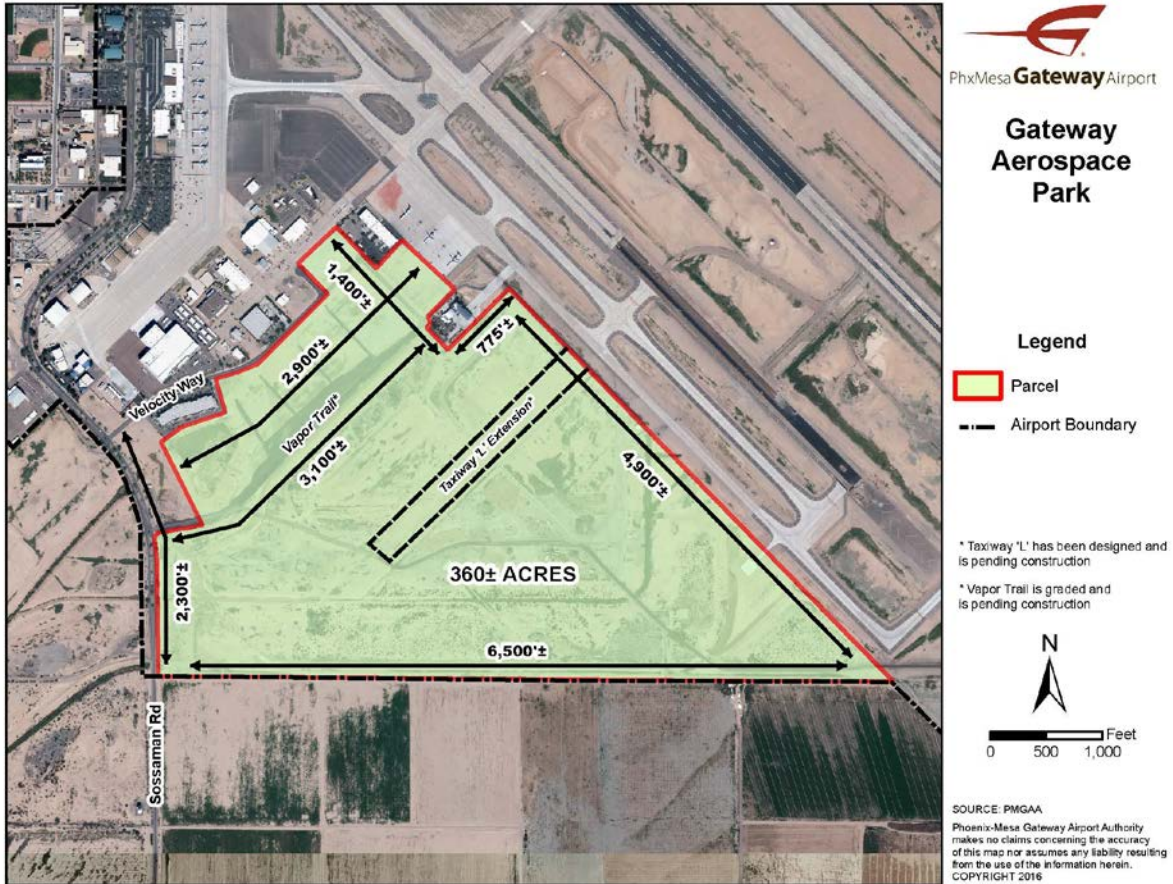 PhxMesa Gateway Airport
Gateway
Aerospace
Park
Legend
Parcel
Airport Boundary
* Taxiway 'L' has been designed and
is pending construction
* Vapor Trail is graded and
is pending construction
N
Feet
0 500 1,000
SOURCE: PMGAA
Phoenix-Mesa Gateway Airport Authority
makes no claims concerning the accuracy
of this map nor assumes any liability resulting
from the use of the information herein.
COPYRIGHT 2016
1,400'±
2,900'±
775'±
Velocity Way
Vapor Trail*
3,100'±
Taxiway 'L' Extension*
4,900'±
360± ACRES
2,300'±
6,500'±
Sossaman Rd